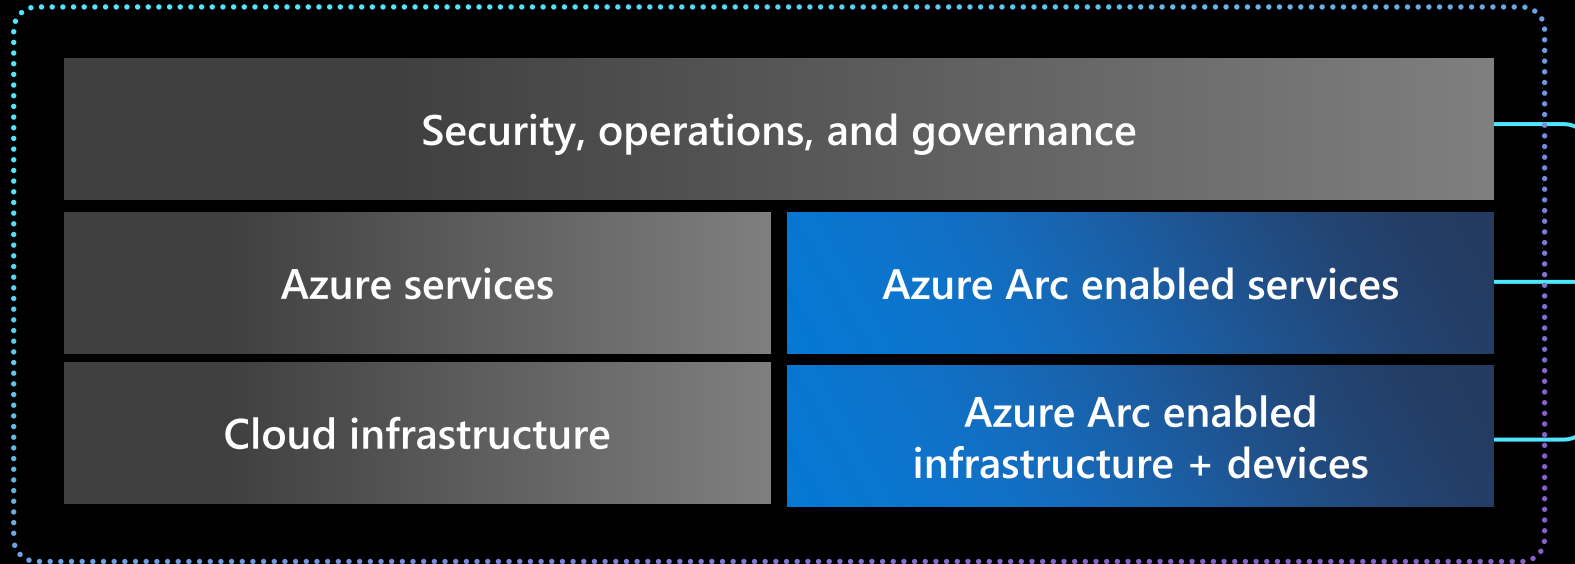 Security, operations, and governance
Azure services
Azure Arc enabled services
Cloud infrastructure
Azure Arc enabled
infrastructure + devices